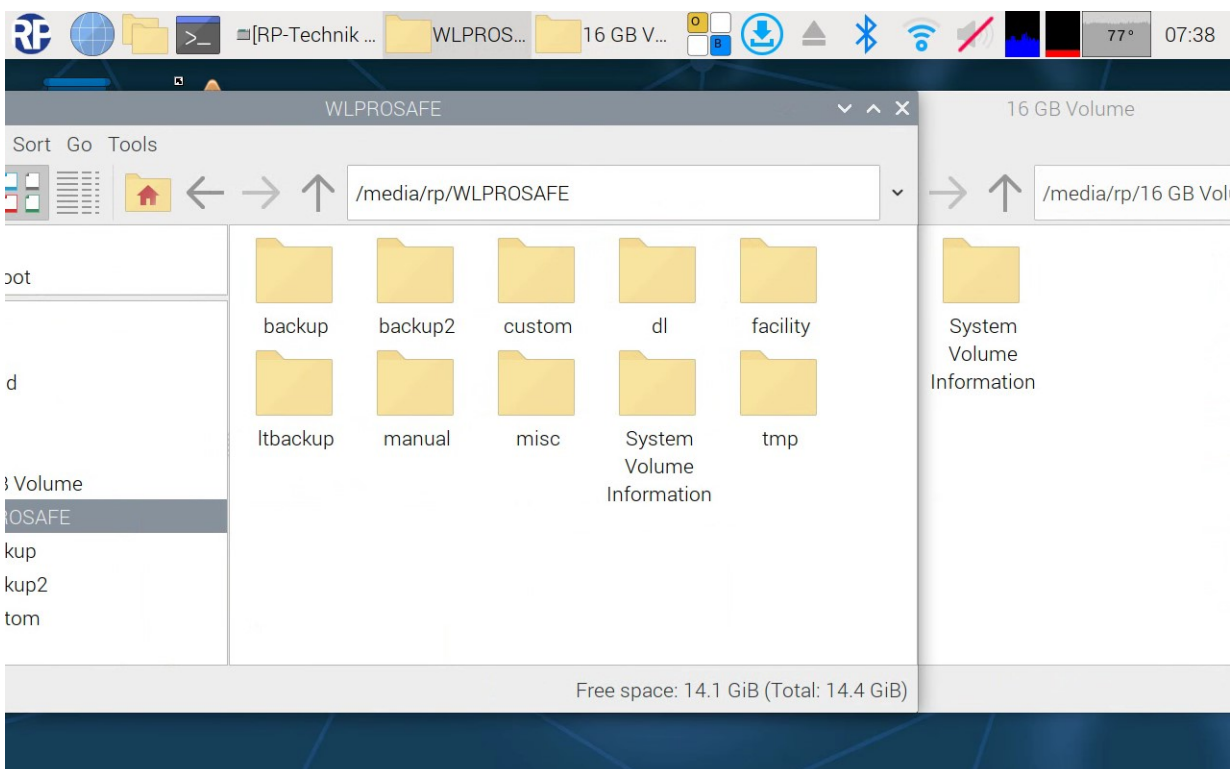 RP
>_
[RP-Technik ...
WLPROS...
16 GB V...
O
B
77°
07:38
WLPROSAFE
16 GB Volume
Sort Go Tools
/media/rp/WLPROSAFE
/media/rp/16 GB Vol
oot
d
Volume
OSAFE
kup
kup2
tom
backup
backup2
custom
dl
facility
ltbackup
manual
misc
System
Volume
Information
tmp
System
Volume
Information
Free space: 14.1 GiB (Total: 14.4 GiB)